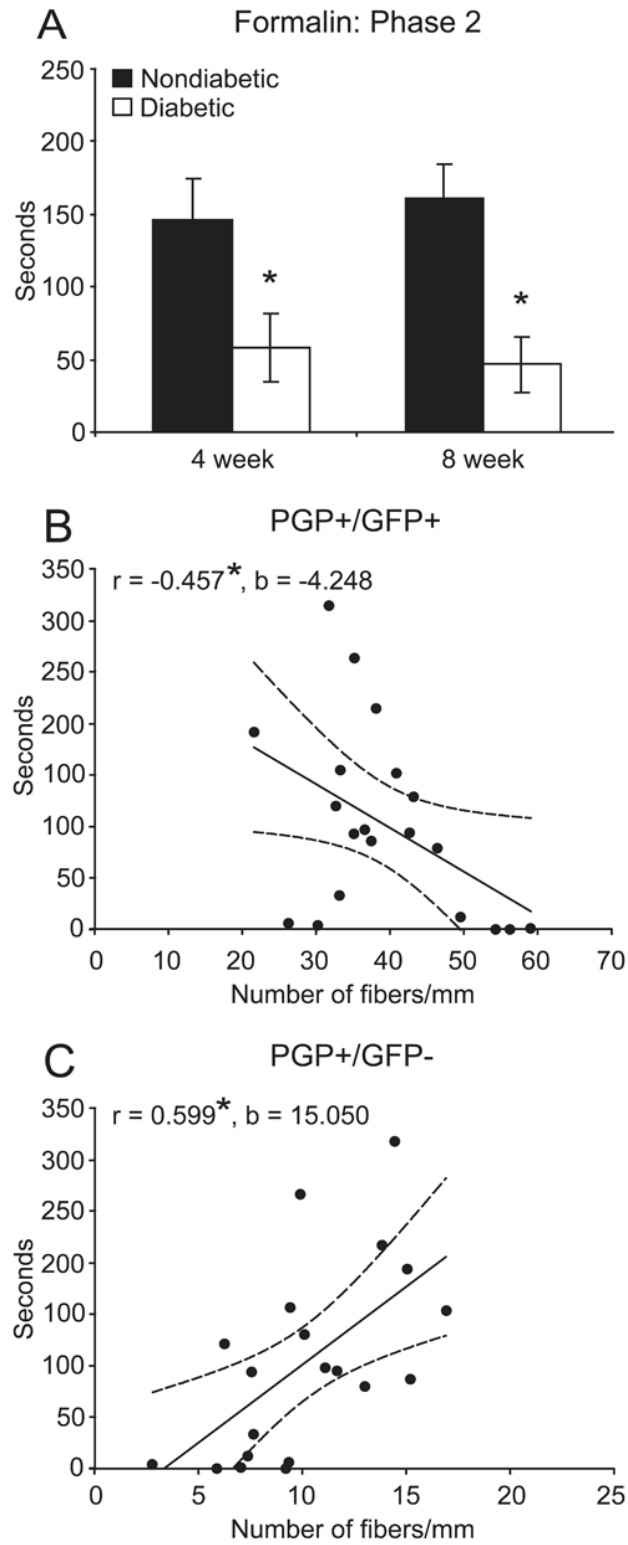 A Formalin: Phase 2
250
Nondiabetic
Diabetic
200
150
100
50
0
Seconds
*
*
4 week 8 week
B PGP+/GFP+
r = -0.457*, b = -4.248
350
300
250
200
100
100
50
0
Seconds
0 10 20 30 40 50 60 70
Number of fibers/mm
C PGP+/GFP-
r = 0.599*, b = 15.050
350
300
250
200
100
100
50
0
Seconds
0 5 10 15 20 25
Number of fibers/mm